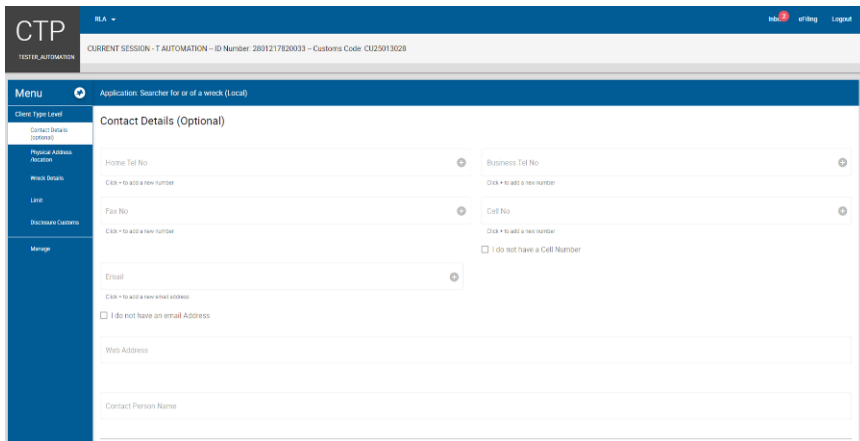 CTP
TESTER_AUTOMATION
RLA
2
eFiling
Logout
CURRENT SESSION - T AUTOMATION – ID Number: 2801217820033 – Customs Code: CU25013028
Menu
Application: Searcher for or of a wreck (Local)
Client Type Level
Contact Details
(optional)
Physical Address
/location
Wreck Details
Limit
Disclosure Customs
Manage
Contact Details (Optional)
Home Tel No
Click + to add a new number
Business Tel No
Click + to add a new number
Fax No
Click + to add a new number
Cell No
Click + to add a new number
I do not have a Cell Number
Email
Click + to add a new email address
I do not have an email Address
Web Address
Contact Person Name